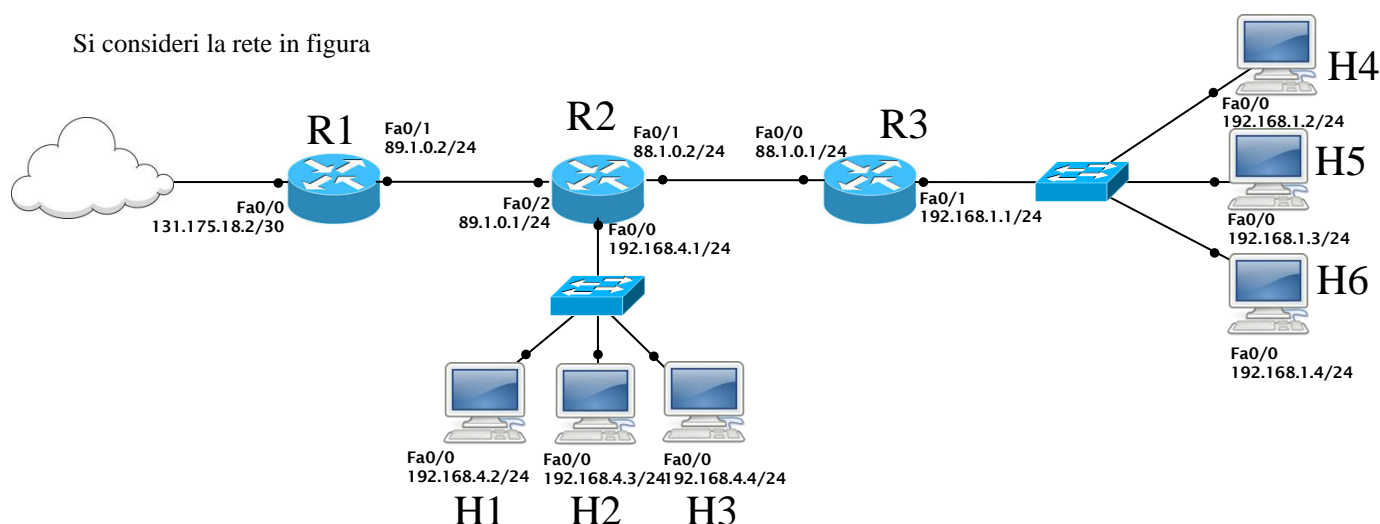 Si consideri la rete in figura
R1
Fa0/1
89.1.0.2/24
Fa0/0
131.175.18.2/30
R2
Fa0/1
88.1.0.2/24
Fa0/2
89.1.0.1/24
Fa0/0
192.168.4.1/24
Fa0/0
88.1.0.1/24
R3
Fa0/1
192.168.1.1/24
H4
Fa0/0
192.168.1.2/24
H5
Fa0/0
192.168.1.3/24
H6
Fa0/0
192.168.1.4/24
Fa0/0
192.168.4.2/24
H1
Fa0/0
192.168.4.3/24
H2
Fa0/0
192.168.4.4/24
H3